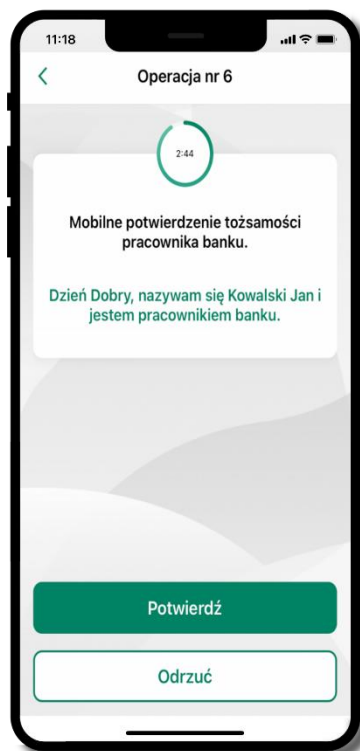 11:18
Operacja nr 6
2:44
Mobilne potwierdzenie tożsamości
pracownika banku.
Dzień Dobry, nazywam się Kowalski Jan i
jestem pracownikiem banku.
Potwierdź
Odrzuć